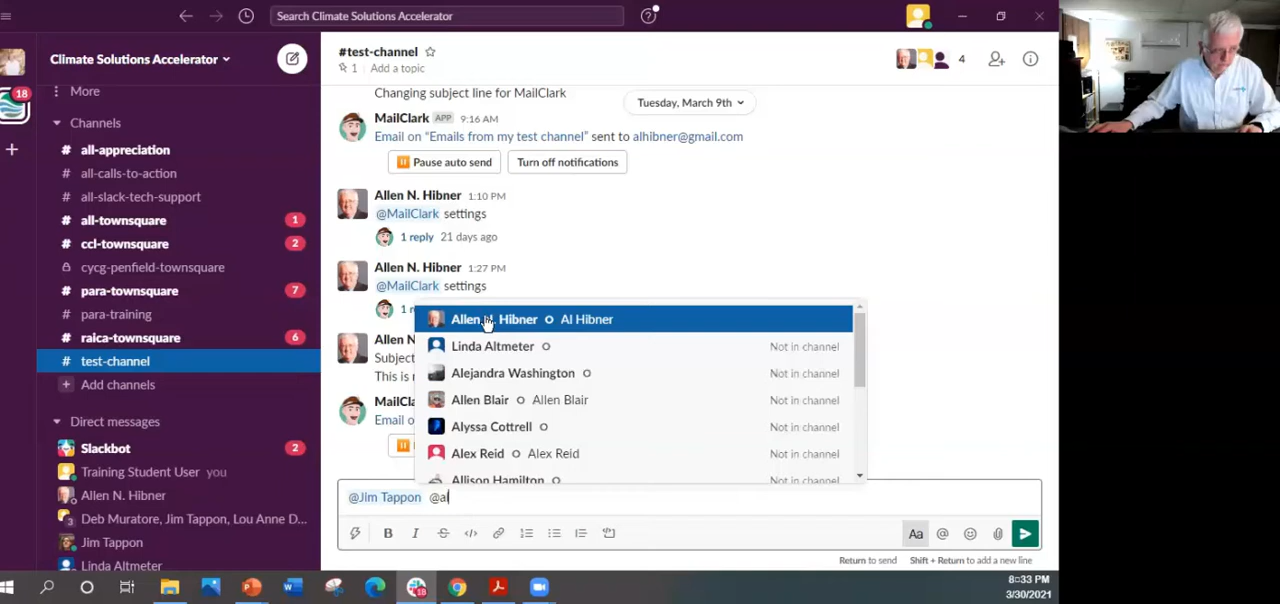 Search Climate Solutions Accelerator
Climate Solutions Accelerator
18
More
Channels
# all-appreciation
# all-calls-to-action
# all-slack-tech-support
# all-townsquare 1
# ccl-townsquare 2
cycg-penfield-townsquare
# para-townsquare 7
# para-training
# raica-townsquare 6
# test-channel
+ Add channels
Direct messages
Slackbot 2
Training Student User you
Allen N. Hibner
3 Deb Muratore, Jim Tappon, Lou Anne D...
Jim Tappon
Linda Altmeter
#test-channel
1 Add a topic
4
Changing subject line for MailClark
Tuesday, March 9th
MailClark APP 9:16 AM
Email on “Emails from my test channel” sent to alhibner@gmail.com
Pause auto send Turn off notifications
Allen N. Hibner 1:10 PM
@MailClark settings
1 reply 21 days ago
Allen N. Hibner 1:27 PM
@MailClark settings
1 r
Allen N. Hibner Al Hibner
Linda Altmeter Not in channel
Alejandra Washington Not in channel
Allen Blair Allen Blair Not in channel
Alyssa Cottrell Not in channel
Alex Reid Alex Reid Not in channel
Allison Hamilton Not in channel
Allen N
Subject
This is r
MailCla
Email o
@Jim Tappon @al
B I S </> Aa @
Return to send Shift + Return to add a new line
18
8:33 PM
3/30/2021